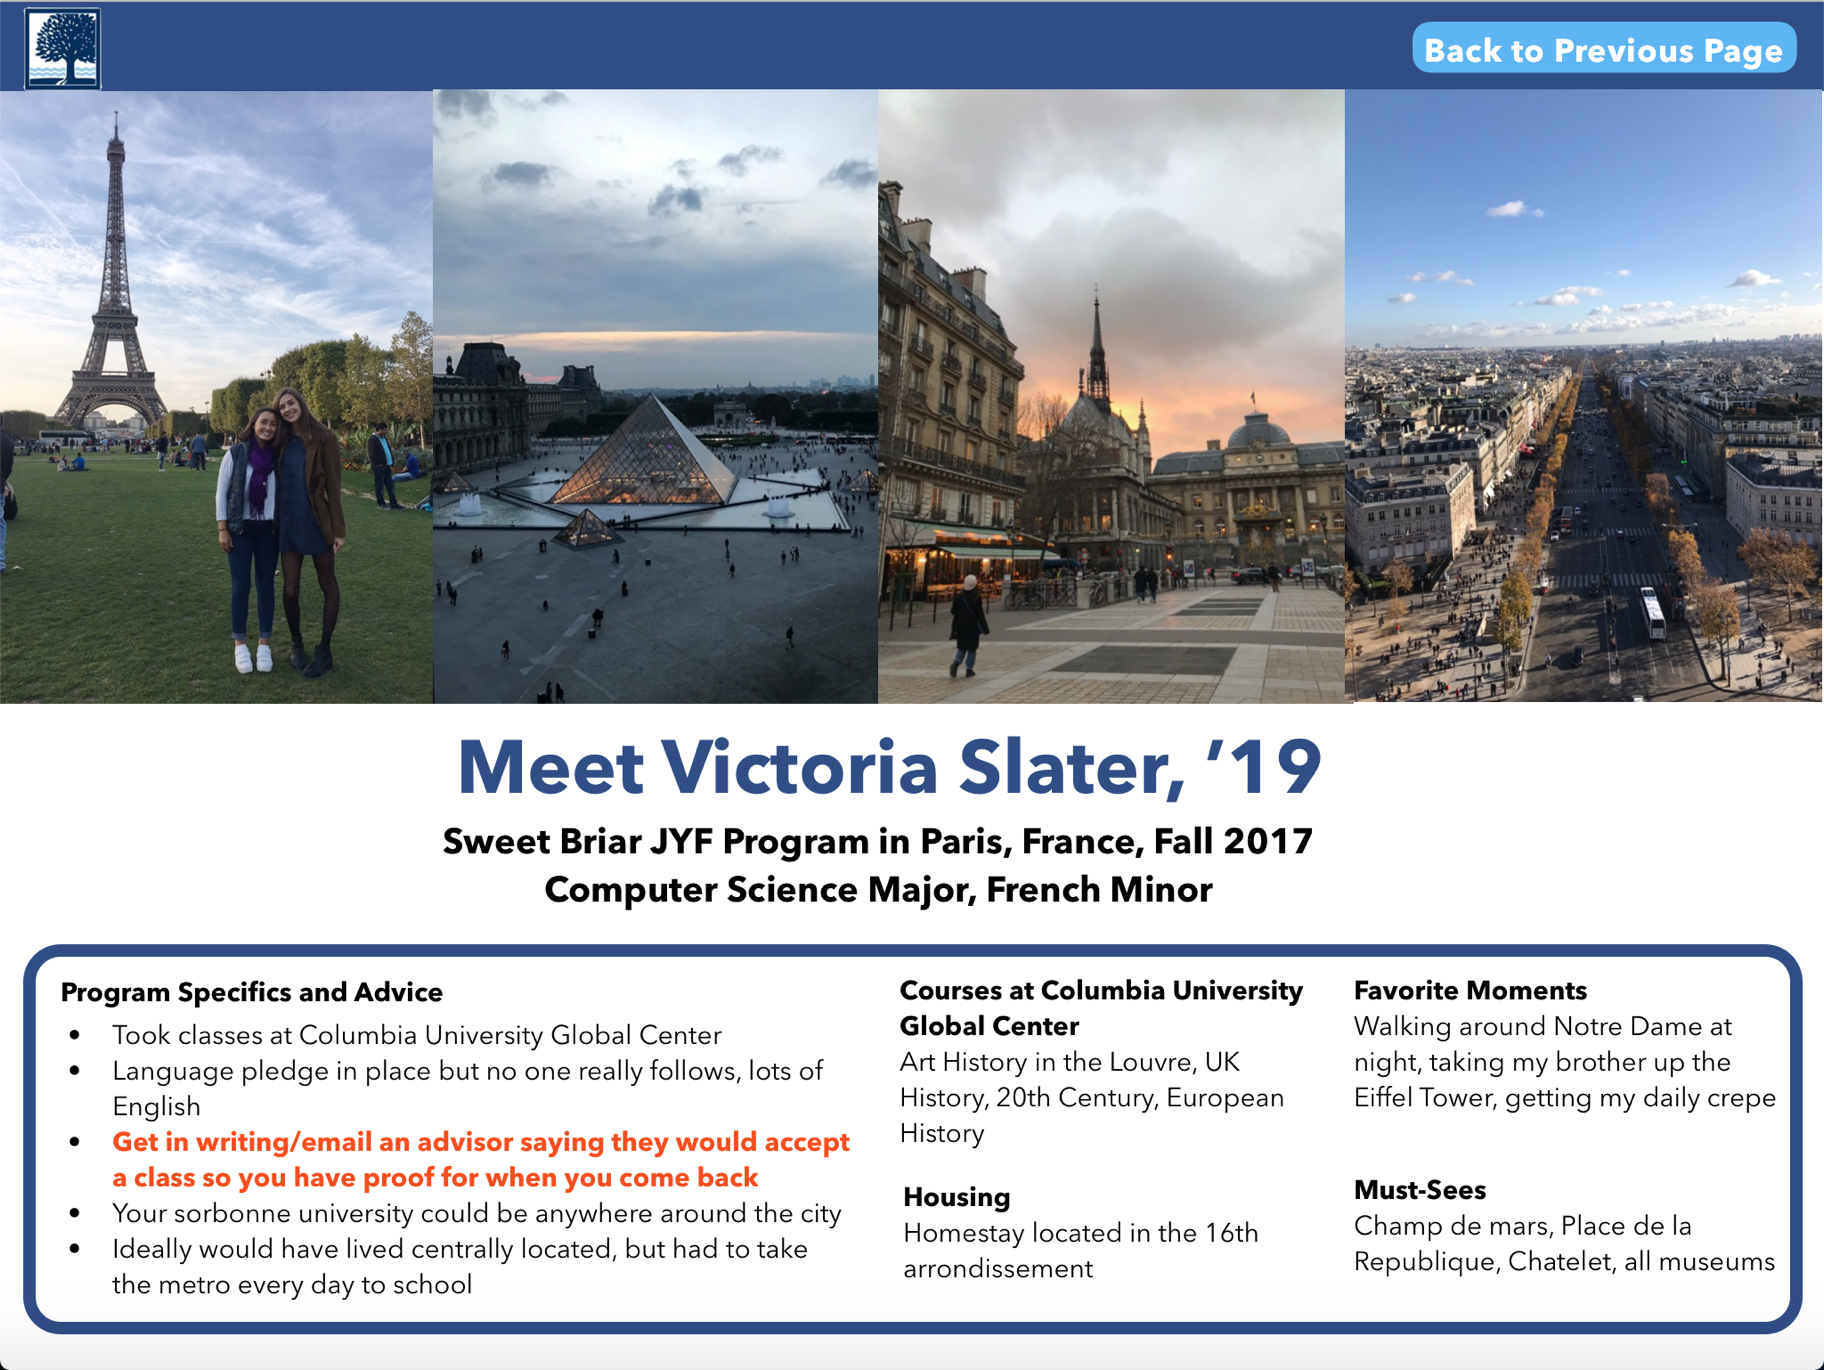 Back to Previous Page
Meet Victoria Slater, ’19
Sweet Briar JYF Program in Paris, France, Fall 2017
Computer Science Major, French Minor
Program Specifics and Advice
• Took classes at Columbia University Global Center
• Language pledge in place but no one really follows, lots of
English
• Get in writing/email an advisor saying they would accept
a class so you have proof for when you come back
• Your sorbonne university could be anywhere around the city
• Ideally would have lived centrally located, but had to take
the metro every day to school
Courses at Columbia University
Global Center
Art History in the Louvre, UK
History, 20th Century, European
History
Housing
Homestay located in the 16th
arrondissement
Favorite Moments
Walking around Notre Dame at
night, taking my brother up the
Eiffel Tower, getting my daily crepe
Must-Sees
Champ de mars, Place de la
Republique, Chatelet, all museums